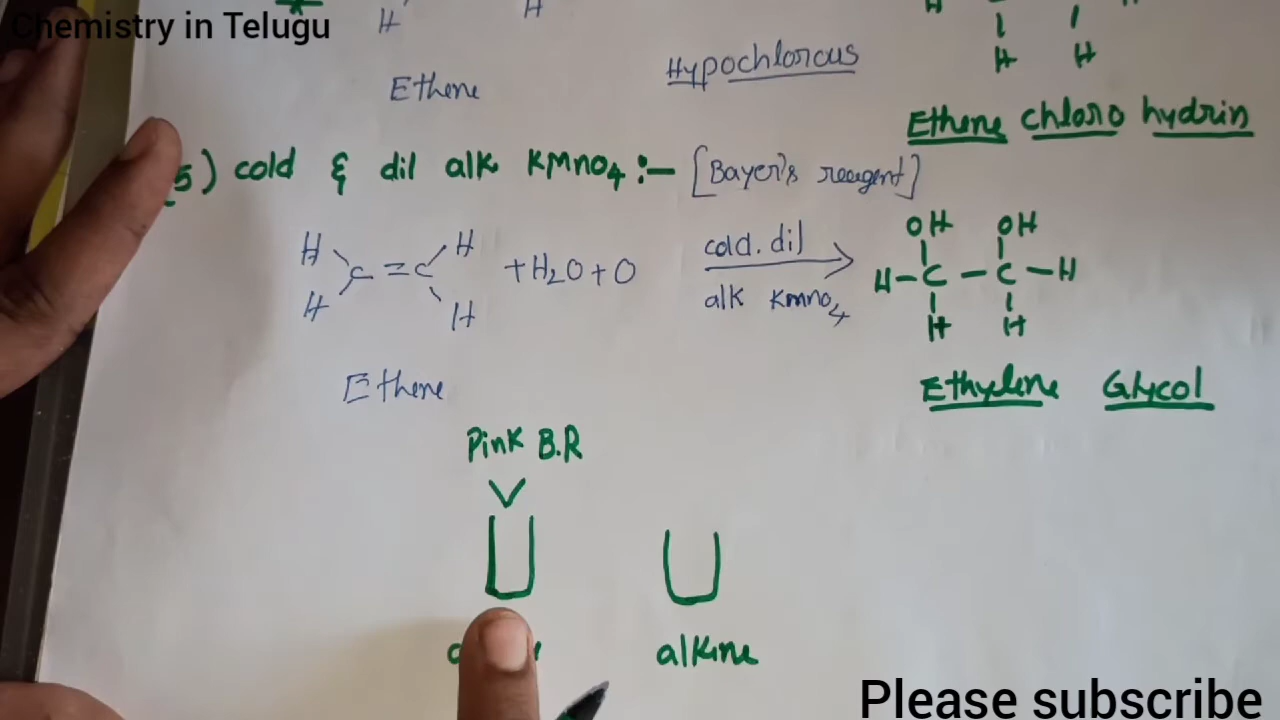 Chemistry in Telugu
H H
H H
H H
Ethene
Hypochlorous
Ethene chloro hydrin
5) cold & dil alk KMnO4 :- [Bayer's reagent]
H H OH OH
C = C + H2O + O cold. dil H - C - C - H
H H alk KMnO4 H H
Ethene
Ethylene Glycol
Pink B.R
alkine
Please subscribe